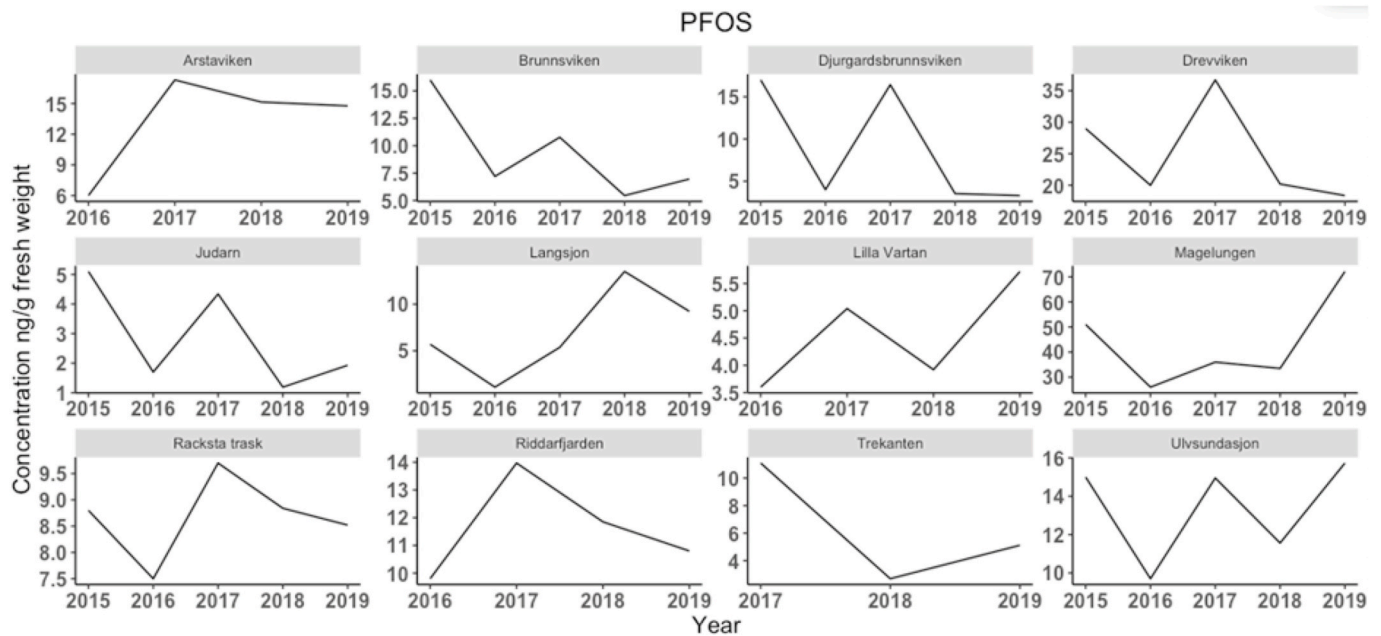 PFOS
Concentration ng/g fresh weight
Arstaviken
15
12
9
6
2016 2017 2018 2019
Brunnsviken
15.0
12.5
10.0
7.5
5.0
2015 2016 2017 2018 2019
Djurgardsbrunnsviken
15
10
5
2015 2016 2017 2018 2019
Drevviken
35
30
25
20
2015 2016 2017 2018 2019
Judarn
5
4
3
2
1
2015 2016 2017 2018 2019
Langsjon
10
5
2015 2016 2017 2018 2019
Lilla Vartan
5.5
5.0
4.5
4.0
3.5
2016 2017 2018 2019
Magelungen
70
60
50
40
30
2015 2016 2017 2018 2019
Racksta trask
9.5
9.0
8.5
8.0
7.5
2015 2016 2017 2018 2019
Riddarfjarden
14
13
12
11
10
2016 2017 2018 2019
Trekanten
10
8
6
4
2017 2018 2019
Ulvsundasjon
16
14
12
10
2015 2016 2017 2018 2019
Year